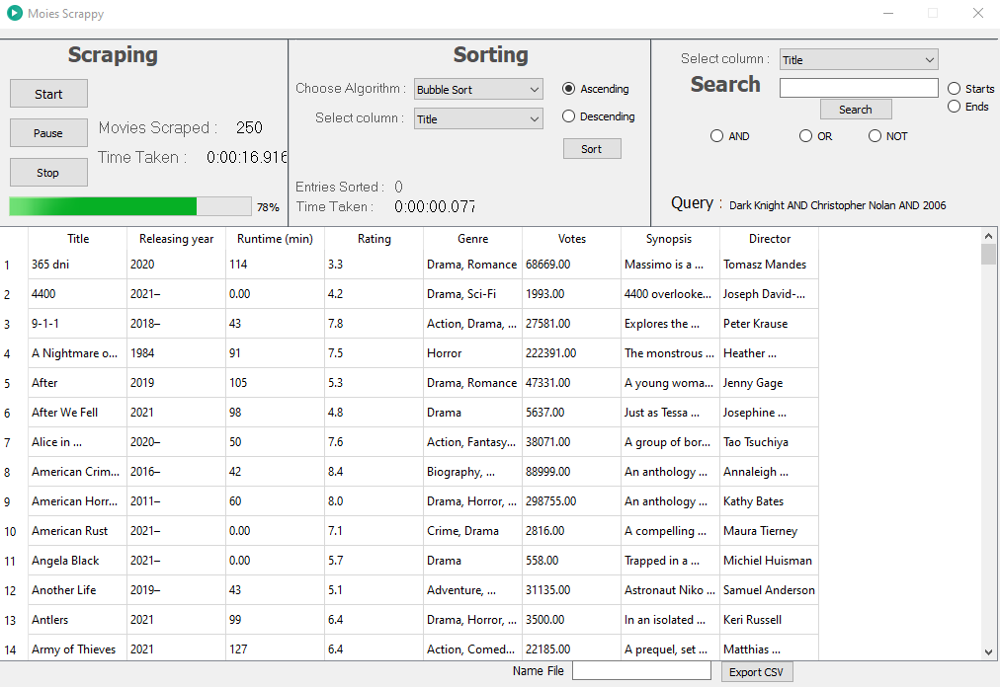 Moies Scrappy
Scraping
Start
Pause
Stop
Movies Scraped : 250
Time Taken : 0:00:16.916
78%
Sorting
Choose Algorithm : Bubble Sort
Select column : Title
Ascending
Descending
Sort
Entries Sorted : 0
Time Taken : 0:00:00.077
Select column : Title
Search
Search
Starts
Ends
AND OR NOT
Query : Dark Knight AND Christopher Nolan AND 2006
Title Releasing year Runtime (min) Rating Genre Votes Synopsis Director
1 365 dni 2020 114 3.3 Drama, Romance 68669.00 Massimo is a ... Tomasz Mandes
2 4400 2021– 0.00 4.2 Drama, Sci-Fi 1993.00 4400 overlooke... Joseph David-...
3 9-1-1 2018– 43 7.8 Action, Drama, ... 27581.00 Explores the ... Peter Krause
4 A Nightmare o... 1984 91 7.5 Horror 222391.00 The monstrous ... Heather ...
5 After 2019 105 5.3 Drama, Romance 47331.00 A young woma... Jenny Gage
6 After We Fell 2021 98 4.8 Drama 5637.00 Just as Tessa ... Josephine ...
7 Alice in ... 2020– 50 7.6 Action, Fantasy... 38071.00 A group of bor... Tao Tsuchiya
8 American Crim... 2016– 42 8.4 Biography, ... 88999.00 An anthology ... Annaleigh ...
9 American Horr... 2011– 60 8.0 Drama, Horror, ... 298755.00 An anthology ... Kathy Bates
10 American Rust 2021– 0.00 7.1 Crime, Drama 2816.00 A compelling ... Maura Tierney
11 Angela Black 2021– 0.00 5.7 Drama 558.00 Trapped in a ... Michiel Huisman
12 Another Life 2019– 43 5.1 Adventure, ... 31135.00 Astronaut Niko ... Samuel Anderson
13 Antlers 2021 99 6.4 Drama, Horror, ... 3500.00 In an isolated ... Keri Russell
14 Army of Thieves 2021 127 6.4 Action, Comed... 22185.00 A prequel, set ... Matthias ...
Name File Export CSV